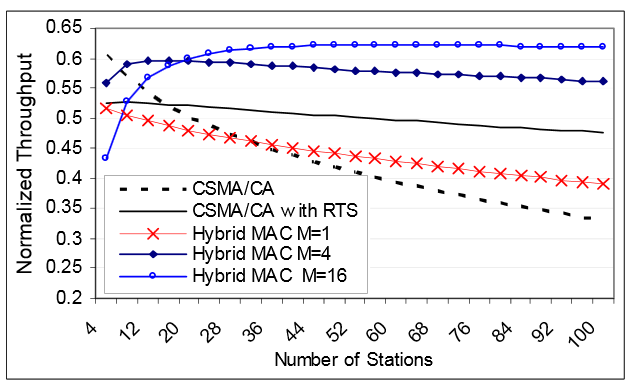 0.65
0.6
0.55
0.5
0.45
0.4
0.35
0.3
0.25
0.2
Normalized Throughput
CSMA/CA
CSMA/CA with RTS
Hybrid MAC M=1
Hybrid MAC M=4
Hybrid MAC M=16
4 12 20 28 36 44 52 60 68 76 84 92 100
Number of Stations